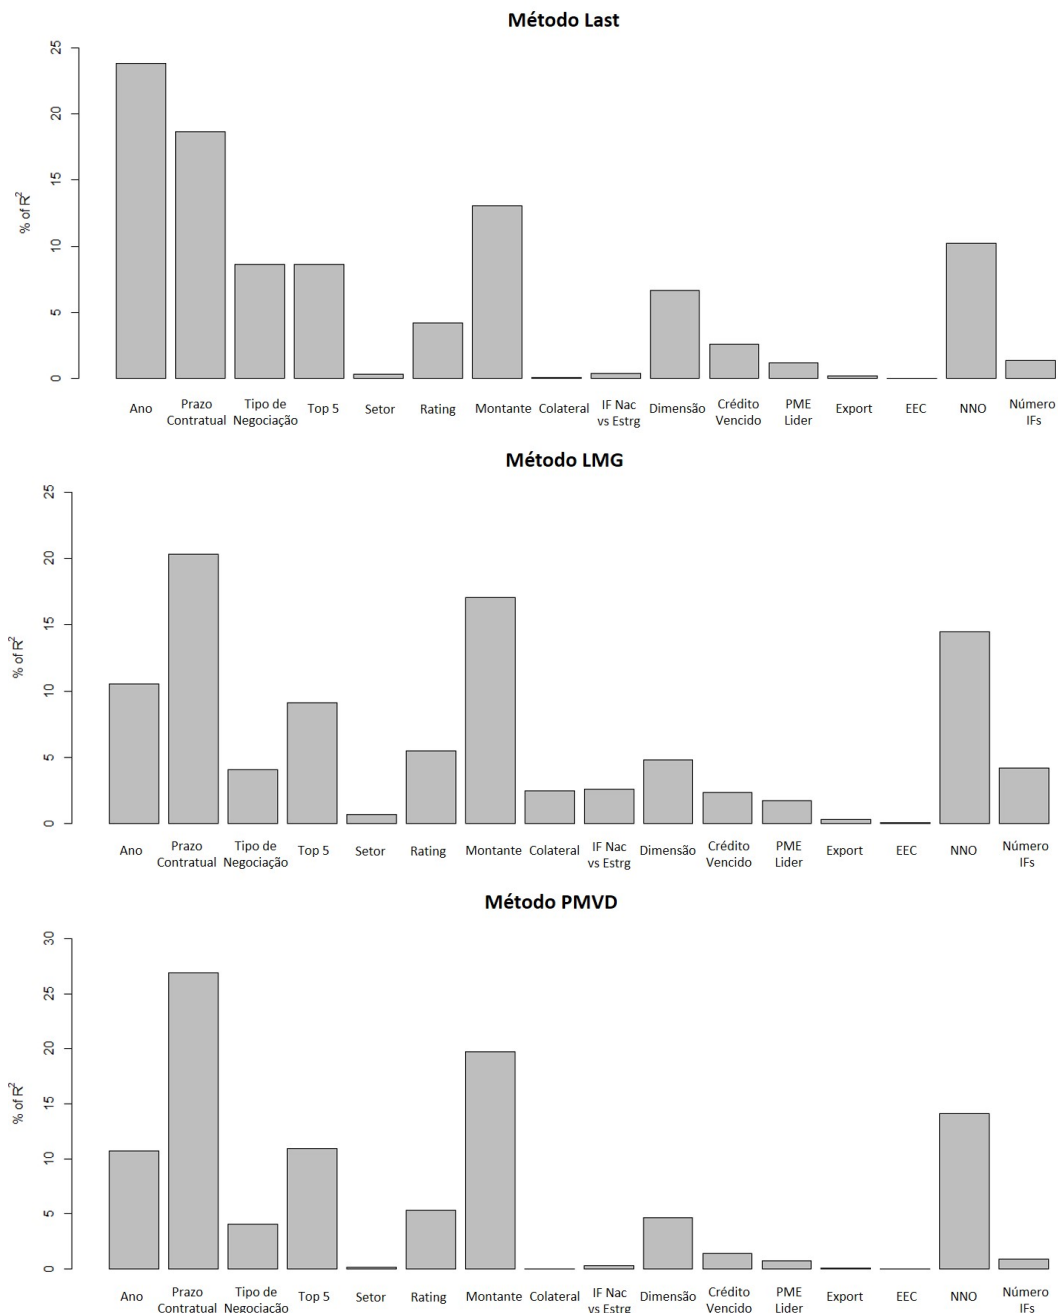 Método Last
25
20
15
10
5
0
% of R²
Ano
Prazo
Contratual
Tipo de
Negociação
Top 5
Setor
Rating
Montante
Colateral
IF Nac
vs Estrg
Dimensão
Crédito
Vencido
PME
Lider
Export
EEC
NNO
Número
IFs
Método LMG
25
20
15
10
5
0
% of R²
Ano
Prazo
Contratual
Tipo de
Negociação
Top 5
Setor
Rating
Montante
Colateral
IF Nac
vs Estrg
Dimensão
Crédito
Vencido
PME
Lider
Export
EEC
NNO
Número
IFs
Método PMVD
30
25
20
15
10
5
0
% of R²
Ano
Prazo
Contratual
Tipo de
Negociação
Top 5
Setor
Rating
Montante
Colateral
IF Nac
vs Estrg
Dimensão
Crédito
Vencido
PME
Lider
Export
EEC
NNO
Número
IFs